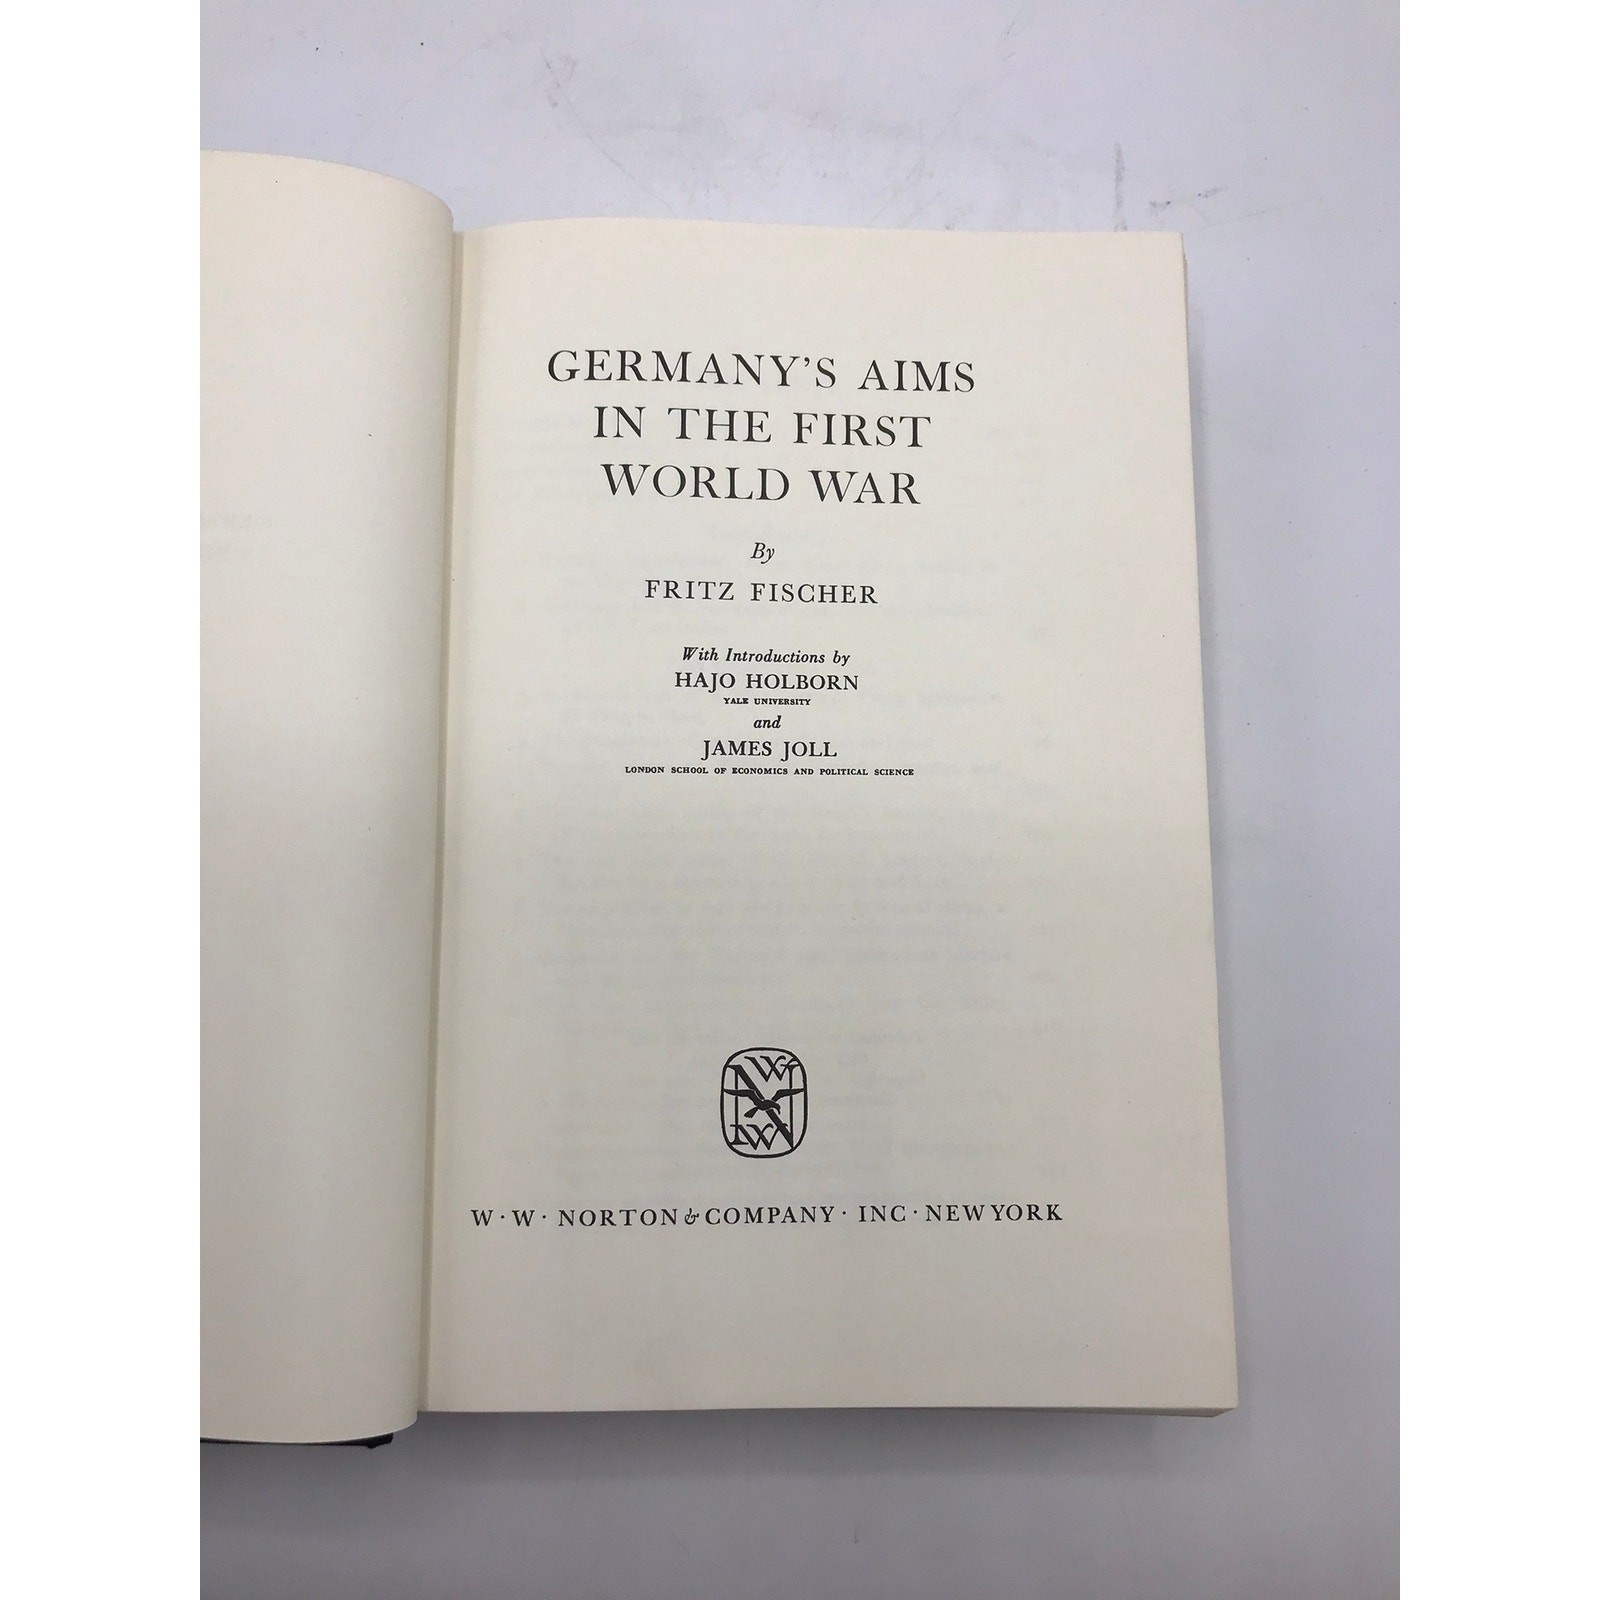 GERMANY'S AIMS
IN THE FIRST
WORLD WAR
By
FRITZ FISCHER
With Introductions by
HAJO HOLBORN
YALE UNIVERSITY
and
JAMES JOLL
LONDON SCHOOL OF ECONOMICS AND POLITICAL SCIENCE
W · W · NORTON & COMPANY · INC · NEW YORK